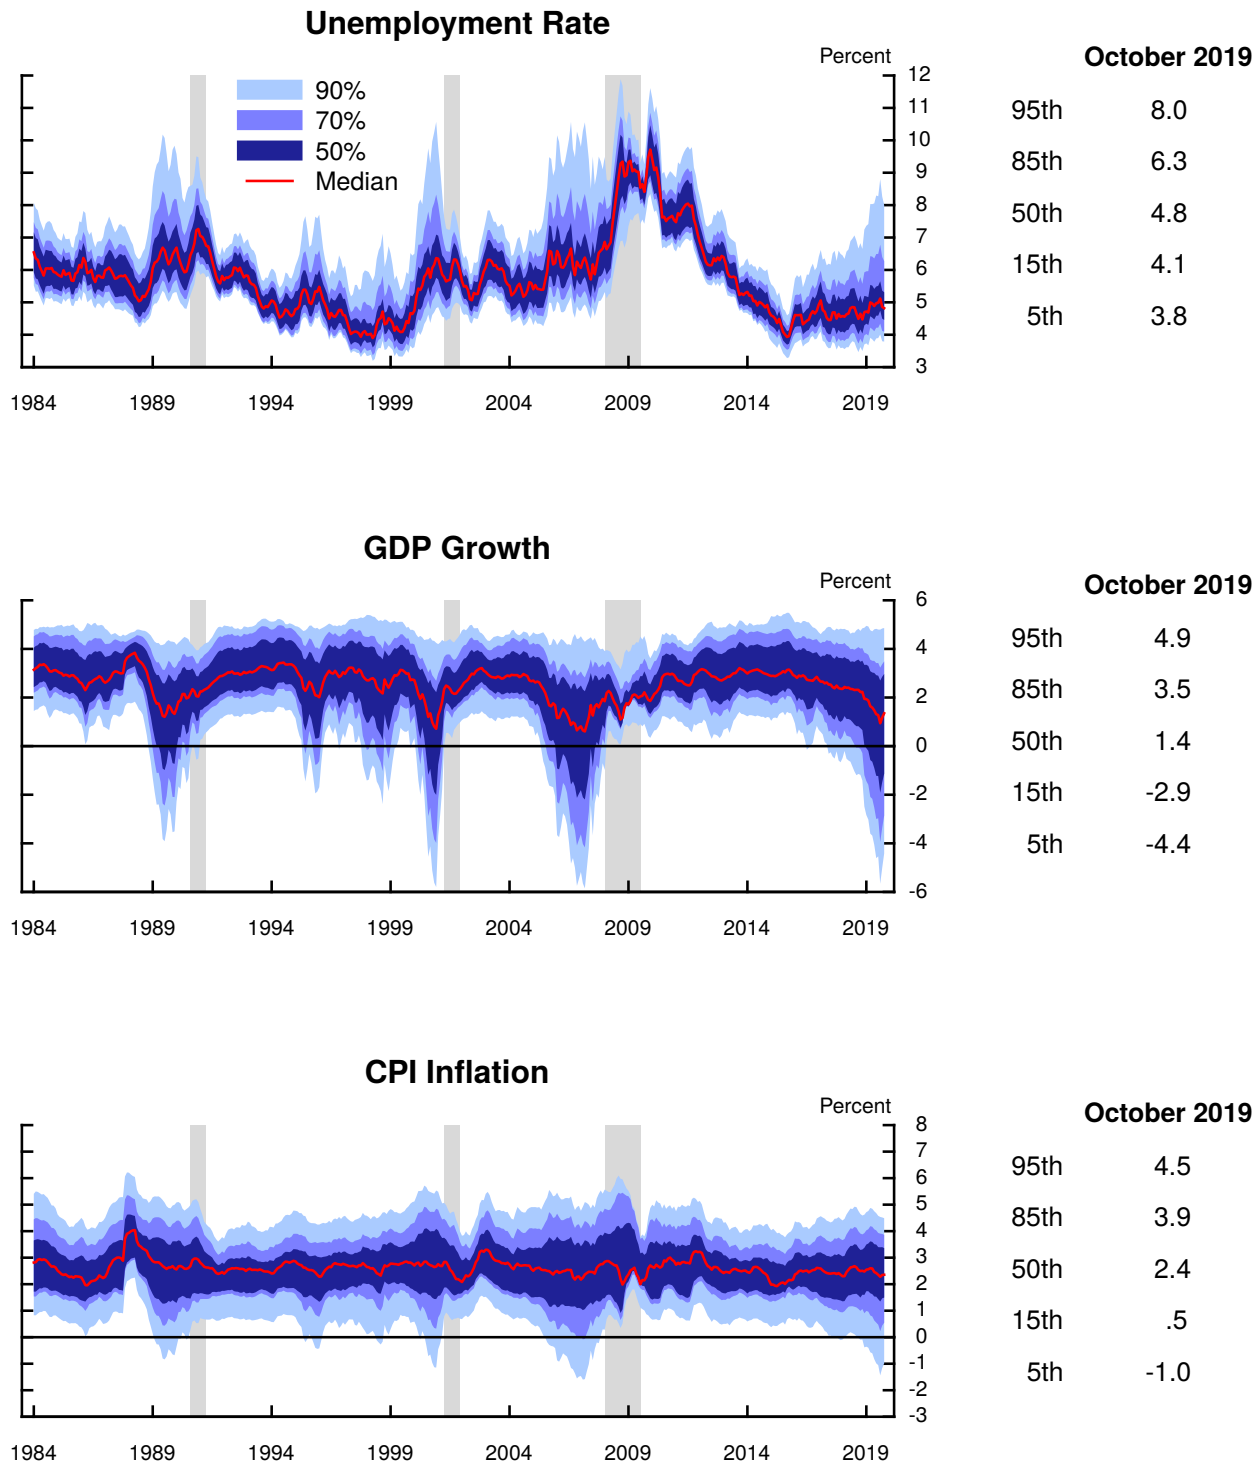 Unemployment Rate
Percent
October 2019
90%
70%
50%
Median
12
11
10
9
8
7
6
5
4
3
95th 8.0
85th 6.3
50th 4.8
15th 4.1
5th 3.8
1984 1989 1994 1999 2004 2009 2014 2019
GDP Growth
Percent
October 2019
6
4
2
0
-2
-4
-6
95th 4.9
85th 3.5
50th 1.4
15th -2.9
5th -4.4
1984 1989 1994 1999 2004 2009 2014 2019
CPI Inflation
Percent
October 2019
8
7
6
5
4
3
2
1
0
-1
-2
-3
95th 4.5
85th 3.9
50th 2.4
15th .5
5th -1.0
1984 1989 1994 1999 2004 2009 2014 2019